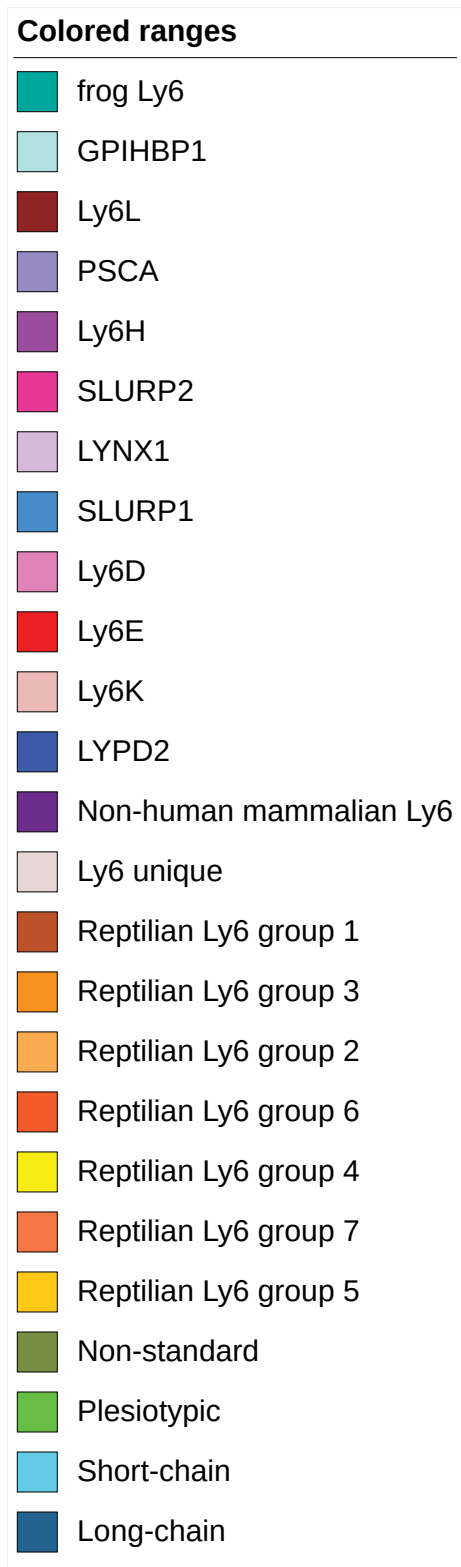 Colored ranges
frog Ly6
GPIHBP1
Ly6L
PSCA
Ly6H
SLURP2
LYNX1
SLURP1
Ly6D
Ly6E
Ly6K
LYPD2
Non-human mammalian Ly6
Ly6 unique
Reptilian Ly6 group 1
Reptilian Ly6 group 3
Reptilian Ly6 group 2
Reptilian Ly6 group 6
Reptilian Ly6 group 4
Reptilian Ly6 group 7
Reptilian Ly6 group 5
Non-standard
Plesiotypic
Short-chain
Long-chain